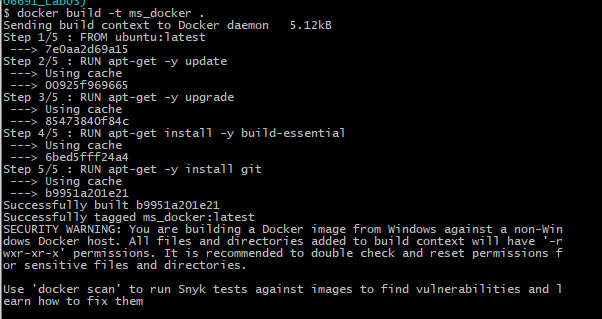 06691_Lab03)
$ docker build -t ms_docker .
Sending build context to Docker daemon   5.12kB
Step 1/5 : FROM ubuntu:latest
 ---> 7e0aa2d69a15
Step 2/5 : RUN apt-get -y update
 ---> Using cache
 ---> 00925f969665
Step 3/5 : RUN apt-get -y upgrade
 ---> Using cache
 ---> 85473840f84c
Step 4/5 : RUN apt-get install -y build-essential
 ---> Using cache
 ---> 6bed5fff24a4
Step 5/5 : RUN apt-get -y install git
 ---> Using cache
 ---> b9951a201e21
Successfully built b9951a201e21
Successfully tagged ms_docker:latest
SECURITY WARNING: You are building a Docker image from Windows against a non-Win
dows Docker host. All files and directories added to build context will have '-r
wxr-xr-x' permissions. It is recommended to double check and reset permissions f
or sensitive files and directories.
Use 'docker scan' to run Snyk tests against images to find vulnerabilities and l
earn how to fix them